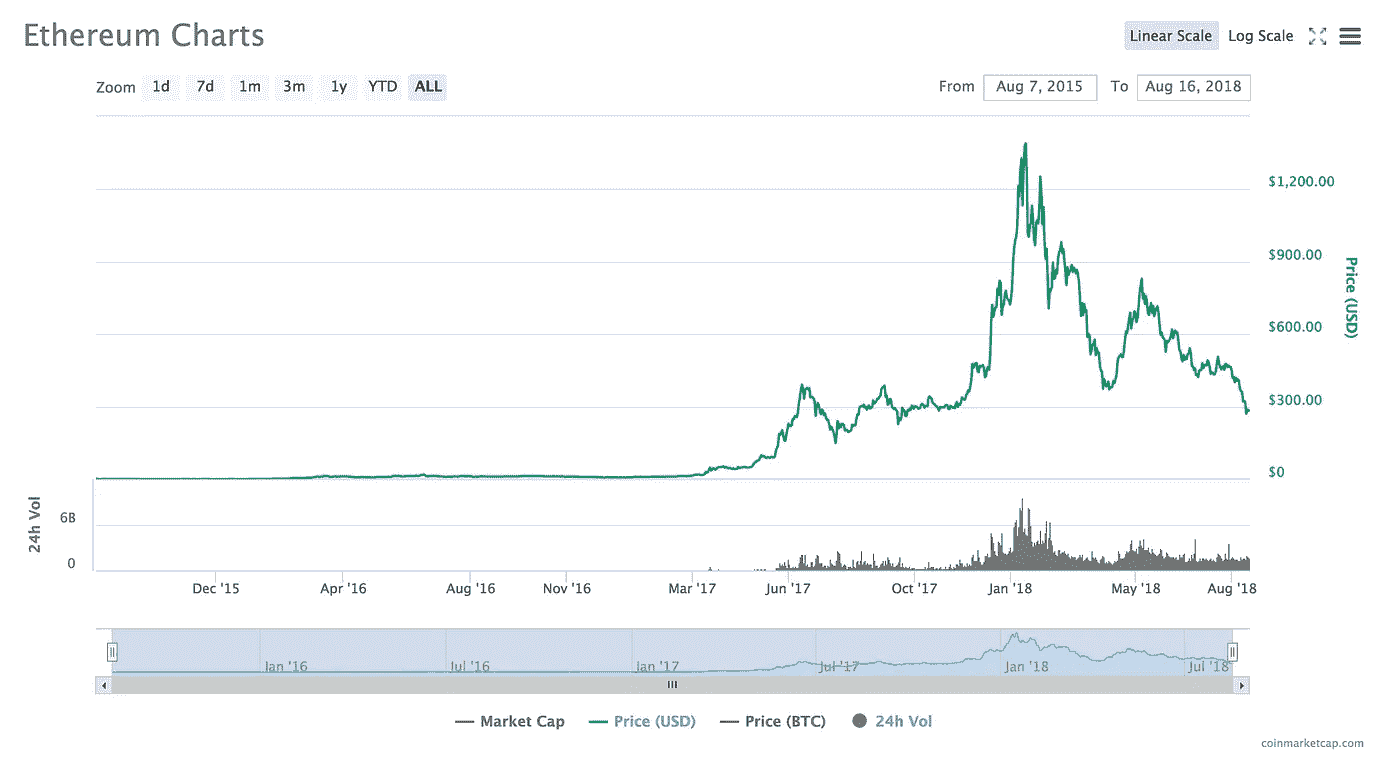 Ethereum Charts
Linear Scale Log Scale
Zoom 1d 7d 1m 3m 1y YTD ALL
From Aug 7, 2015 To Aug 16, 2018
$1,200.00
$900.00
$600.00
$300.00
$0
Price (USD)
24h Vol
6B
0
Dec '15 Apr '16 Aug '16 Nov '16 Mar '17 Jun '17 Oct '17 Jan '18 May '18 Aug '18
Jan '16 Jul '16 Jan '17 Jul '17 Jan '18 Jul '18
Market Cap Price (USD) Price (BTC) 24h Vol
coinmarketcap.com